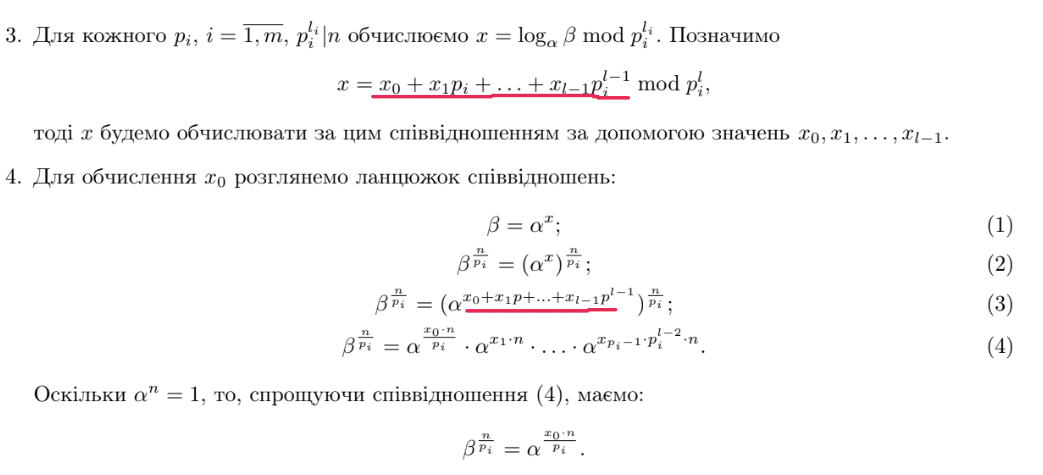 3. Для кожного $p_i$, $i = \overline{1, m}$, $p_i^{l_i}|n$ обчислюємо $x = \log_\alpha \beta \bmod p_i^{l_i}$. Позначимо
$x = x_0 + x_1 p_i + \ldots + x_{l-1} p_i^{l-1} \bmod p_i^l,$
тоді $x$ будемо обчислювати за цим співвідношенням за допомогою значень $x_0, x_1, \ldots, x_{l-1}$.
4. Для обчислення $x_0$ розглянемо ланцюжок співвідношень:
$\beta = \alpha^x;$ (1)
$\beta^{\frac{n}{p_i}} = (\alpha^x)^{\frac{n}{p_i}};$ (2)
$\beta^{\frac{n}{p_i}} = (\alpha^{x_0 + x_1 p + \ldots + x_{l-1} p^{l-1}})^{\frac{n}{p_i}};$ (3)
$\beta^{\frac{n}{p_i}} = \alpha^{\frac{x_0 \cdot n}{p_i}} \cdot \alpha^{x_1 \cdot n} \cdot \ldots \cdot \alpha^{x_{p_i-1} \cdot p_i^{l-2} \cdot n}.$ (4)
Оскільки $\alpha^n = 1$, то, спрощуючи співвідношення (4), маємо:
$\beta^{\frac{n}{p_i}} = \alpha^{\frac{x_0 \cdot n}{p_i}}.$